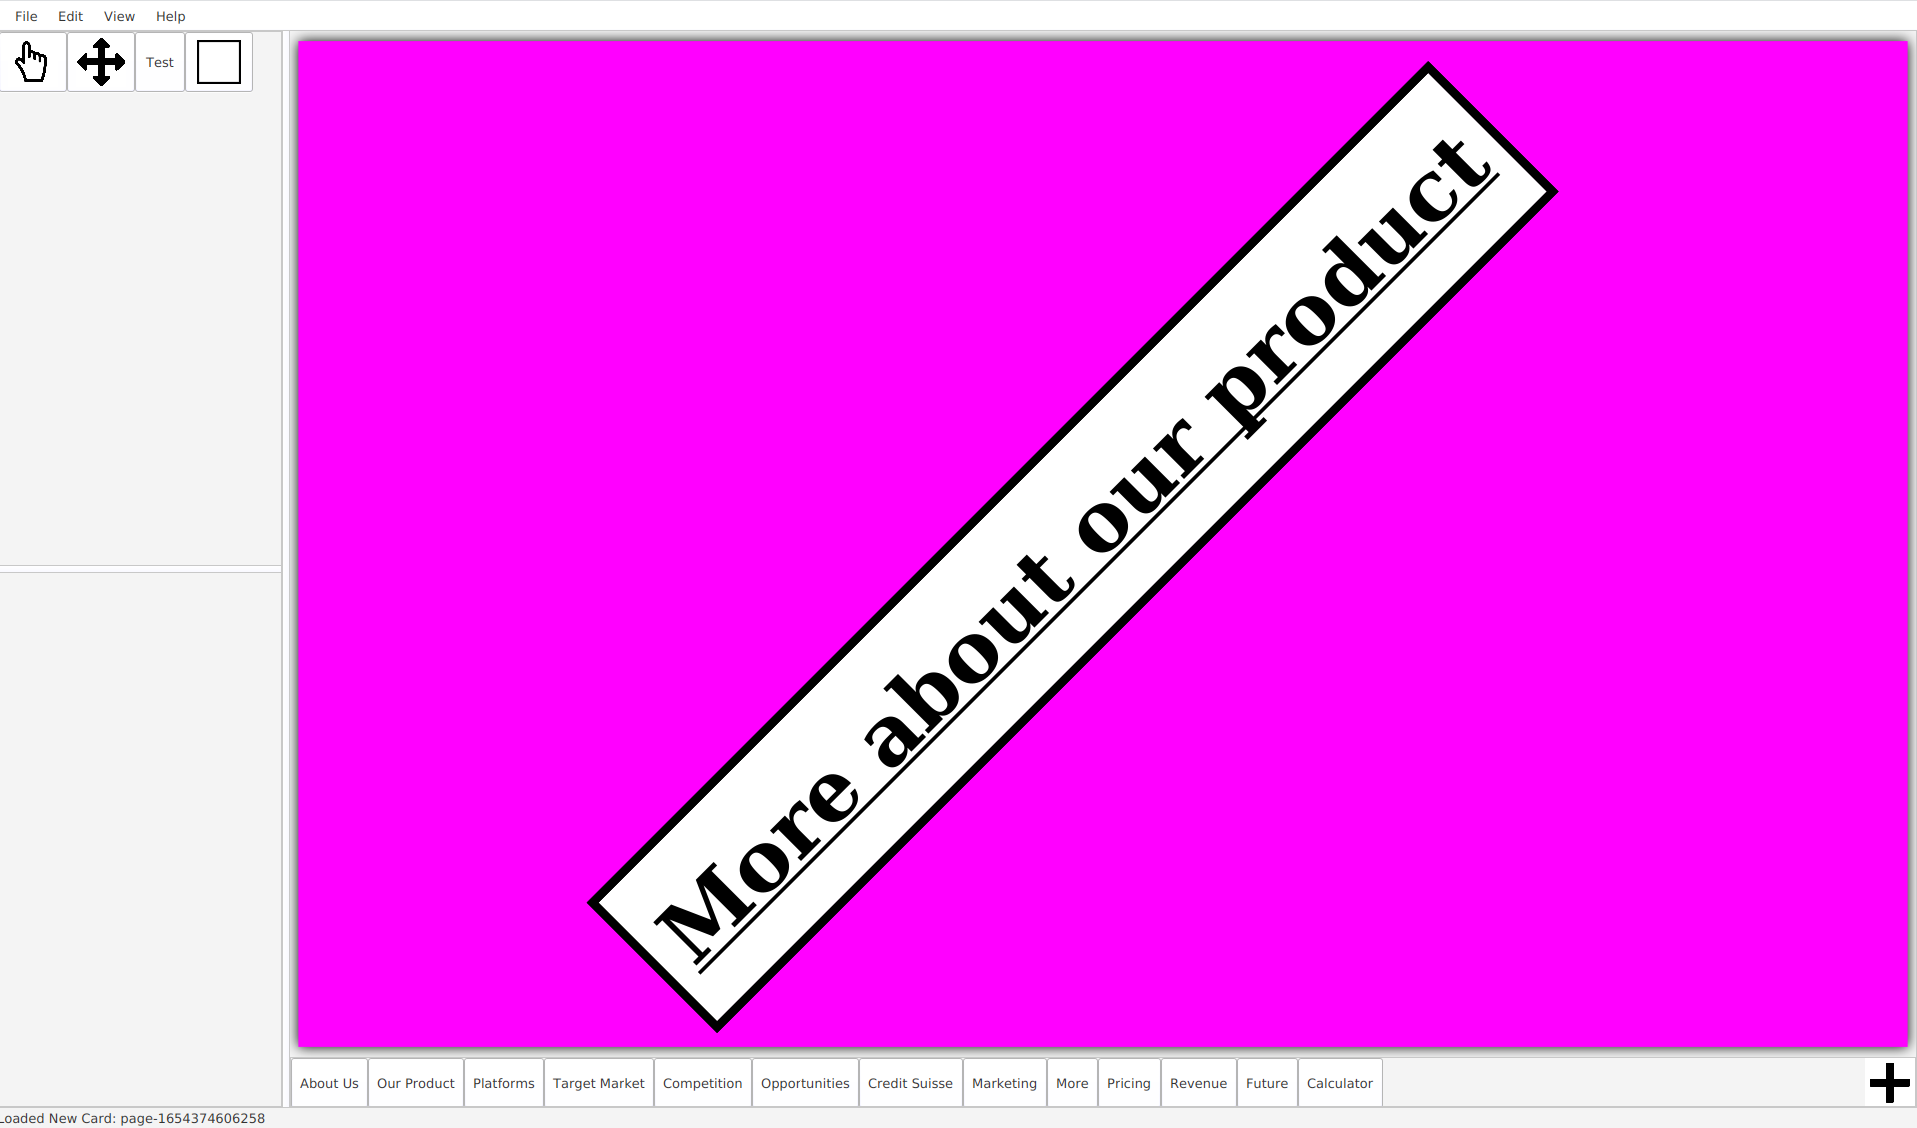 File Edit View Help
Test
More about our product
About Us Our Product Platforms Target Market Competition Opportunities Credit Suisse Marketing More Pricing Revenue Future Calculator
Loaded New Card: page-1654374606258